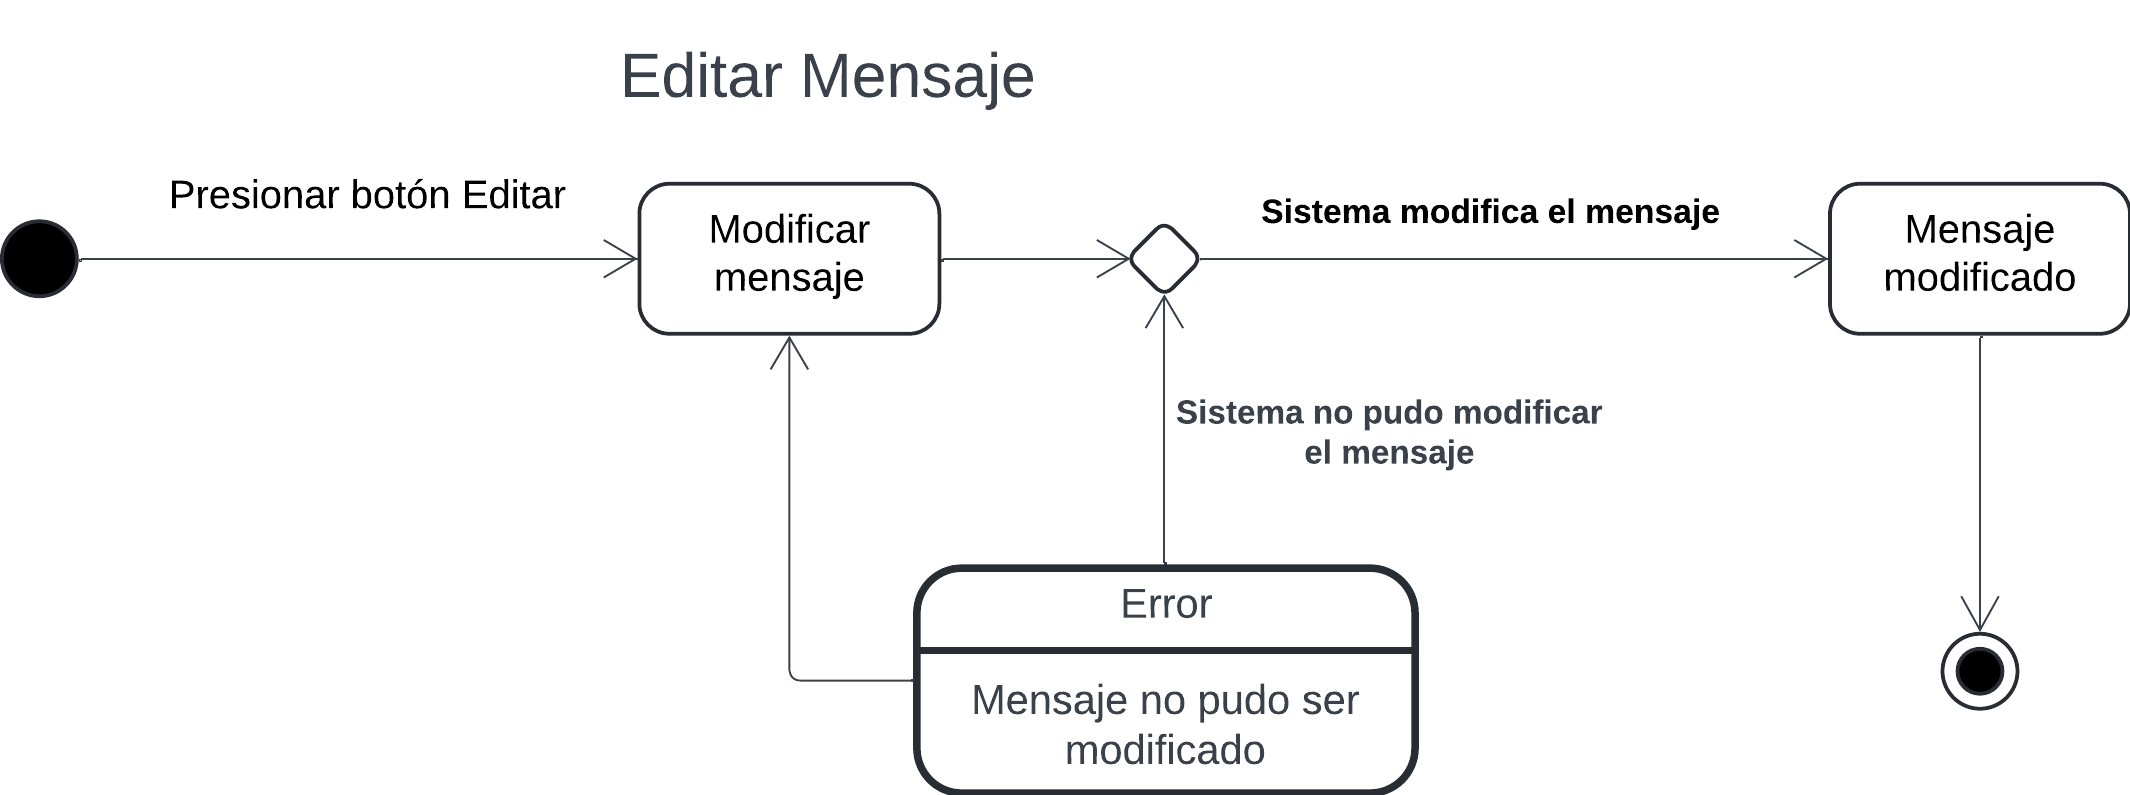 Editar Mensaje
Presionar botón Editar
Modificar
mensaje
Sistema modifica el mensaje
Mensaje
modificado
Sistema no pudo modificar
el mensaje
Error
Mensaje no pudo ser
modificado